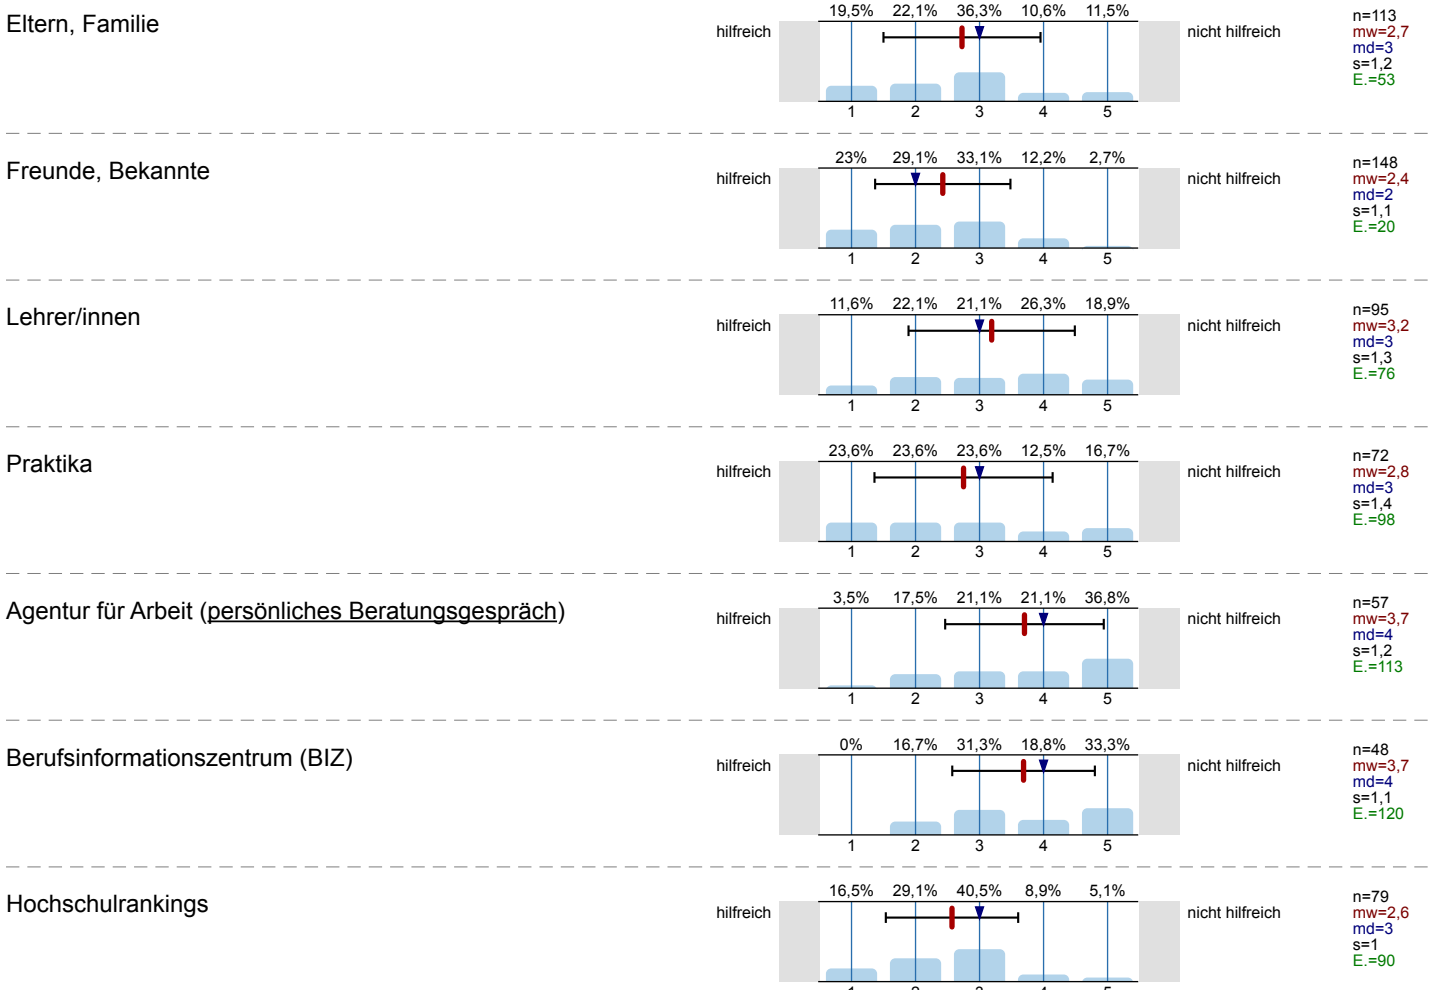 Eltern, Familie
hilfreich
19,5% 22,1% 36,3% 10,6% 11,5%
1 2 3 4 5
nicht hilfreich
n=113
mw=2,7
md=3
s=1,2
E.=53
Freunde, Bekannte
hilfreich
23% 29,1% 33,1% 12,2% 2,7%
1 2 3 4 5
nicht hilfreich
n=148
mw=2,4
md=2
s=1,1
E.=20
Lehrer/innen
hilfreich
11,6% 22,1% 21,1% 26,3% 18,9%
1 2 3 4 5
nicht hilfreich
n=95
mw=3,2
md=3
s=1,3
E.=76
Praktika
hilfreich
23,6% 23,6% 23,6% 12,5% 16,7%
1 2 3 4 5
nicht hilfreich
n=72
mw=2,8
md=3
s=1,4
E.=98
Agentur für Arbeit (persönliches Beratungsgespräch)
hilfreich
3,5% 17,5% 21,1% 21,1% 36,8%
1 2 3 4 5
nicht hilfreich
n=57
mw=3,7
md=4
s=1,2
E.=113
Berufsinformationszentrum (BIZ)
hilfreich
0% 16,7% 31,3% 18,8% 33,3%
1 2 3 4 5
nicht hilfreich
n=48
mw=3,7
md=4
s=1,1
E.=120
Hochschulrankings
hilfreich
16,5% 29,1% 40,5% 8,9% 5,1%
1 2 3 4 5
nicht hilfreich
n=79
mw=2,6
md=3
s=1
E.=90